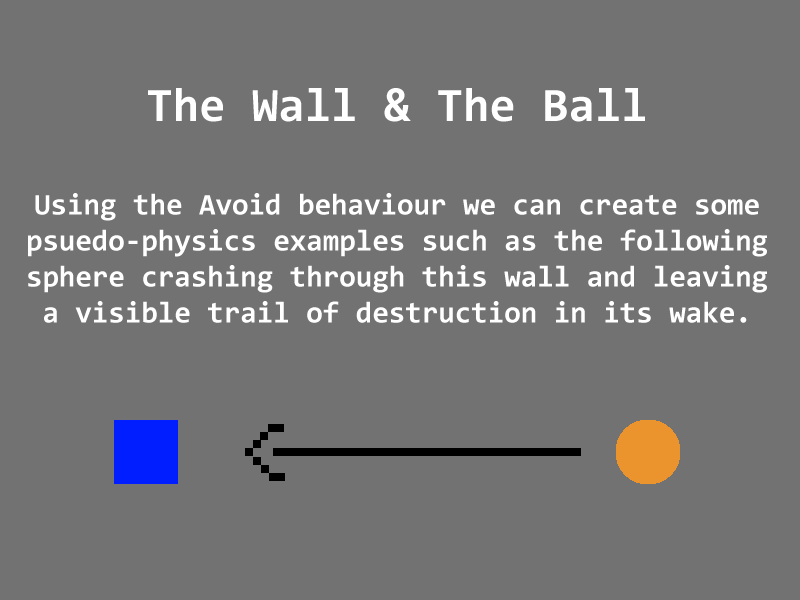 The Wall & The Ball
Using the Avoid behaviour we can create some
psuedo-physics examples such as the following
sphere crashing through this wall and leaving
a visible trail of destruction in its wake.